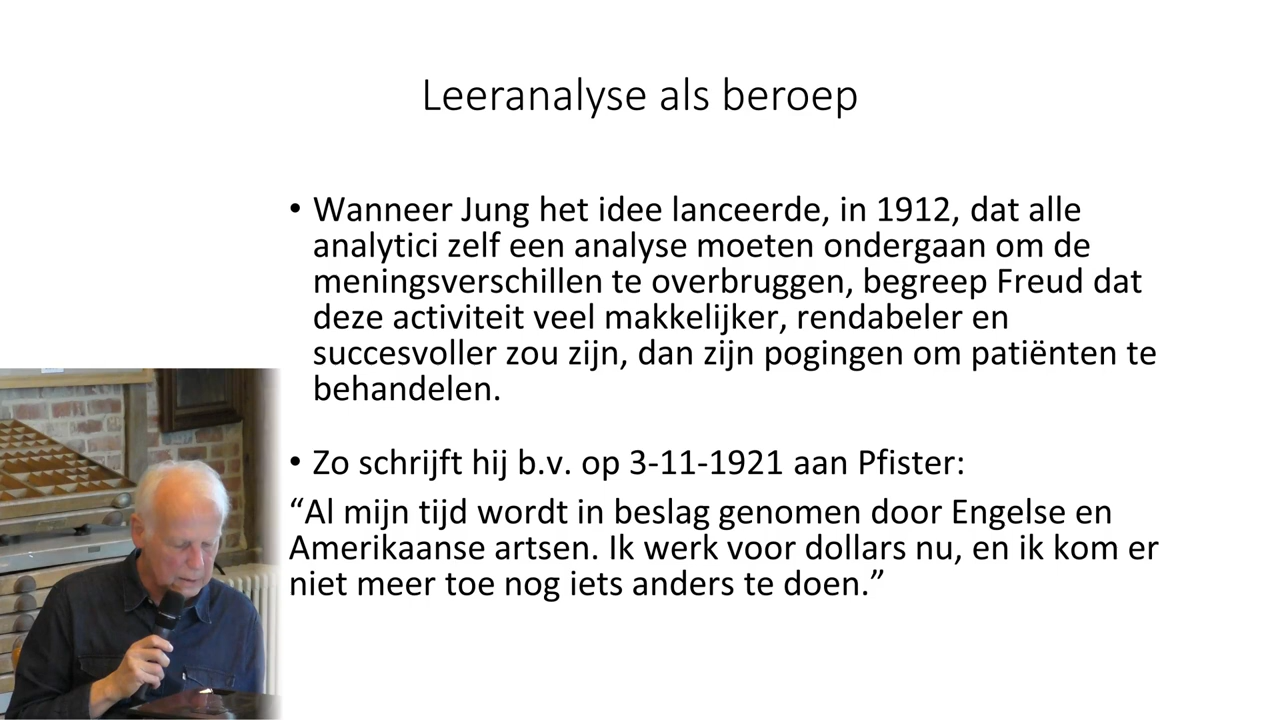 Leeranalyse als beroep
• Wanneer Jung het idee lanceerde, in 1912, dat alle
analytici zelf een analyse moeten ondergaan om de
meningsverschillen te overbruggen, begreep Freud dat
deze activiteit veel makkelijker, rendabeler en
succesvoller zou zijn, dan zijn pogingen om patiënten te
behandelen.
• Zo schrijft hij b.v. op 3-11-1921 aan Pfister:
“Al mijn tijd wordt in beslag genomen door Engelse en
Amerikaanse artsen. Ik werk voor dollars nu, en ik kom er
niet meer toe nog iets anders te doen.”